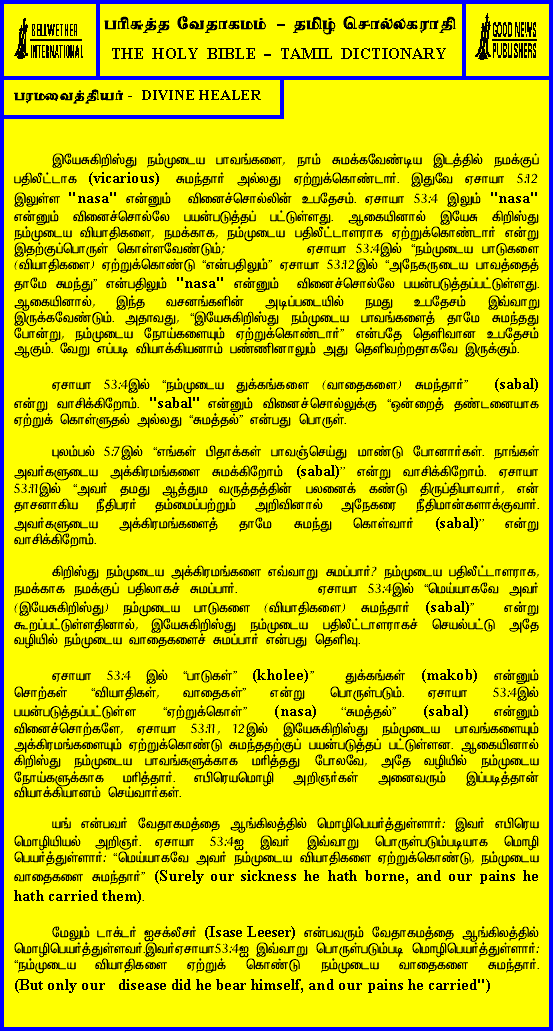 BELLWETHER
INTERNATIONAL
பரிசுத்த வேதாகமம் – தமிழ் சொல்லகராதி
THE HOLY BIBLE – TAMIL DICTIONARY
GOOD NEWS
PUBLISHERS
பரமவைத்தியர் - DIVINE HEALER
இயேசுகிறிஸ்து நம்முடைய பாவங்களை, நாம் சுமக்கவேண்டிய இடத்தில் நமக்குப்
பதிலீட்டாக (vicarious) சுமந்தார் அல்லது ஏற்றுக்கொண்டார். இதுவே ஏசாயா 5:12
இலுள்ள "nasa" என்னும் வினைச்சொல்லின் உபதேசம். ஏசாயா 53:4 இலும் "nasa"
என்னும் வினைச்சொல்லே பயன்படுத்தப் பட்டுள்ளது. ஆகையினால் இயேசு கிறிஸ்து
நம்முடைய வியாதிகளை, நமக்காக, நம்முடைய பதிலீட்டாளராக ஏற்றுக்கொண்டார் என்று
இதற்குப்பொருள் கொள்ளவேண்டும்; ஏசாயா 53:4இல் “நம்முடைய பாடுகளை
(வியாதிகளை) ஏற்றுக்கொண்டு “என்பதிலும்” ஏசாயா 53:12இல் “அநேகருடைய பாவத்தைத்
தாமே சுமந்து” என்பதிலும் "nasa" என்னும் வினைச்சொல்லே பயன்படுத்தப்பட்டுள்ளது.
ஆகையினால், இந்த வசனங்களின் அடிப்படையில் நமது உபதேசம் இவ்வாறு
இருக்கவேண்டும். அதாவது, “இயேசுகிறிஸ்து நம்முடைய பாவங்களைத் தாமே சுமந்தது
போன்று, நம்முடைய நோய்களையும் ஏற்றுக்கொண்டார்” என்பதே தெளிவான உபதேசம்
ஆகும். வேறு எப்படி வியாக்கியனாம் பண்ணினாலும் அது தெளிவற்றதாகவே இருக்கும்.
ஏசாயா 53:4இல் “நம்முடைய துக்கங்களை (வாதைகளை) சுமந்தார்” (sabal)
என்று வாசிக்கிறோம். "sabal" என்னும் வினைச்சொல்லுக்கு “ஒன்றைத் தண்டனையாக
ஏற்றுக் கொள்ளுதல் அல்லது “சுமத்தல்” என்பது பொருள்.
புலம்பல் 5:7இல் “எங்கள் பிதாக்கள் பாவஞ்செய்து மாண்டு போனார்கள். நாங்கள்
அவர்களுடைய அக்கிரமங்களை சுமக்கிறோம் (sabal)” என்று வாசிக்கிறோம். ஏசாயா
53:11இல் “அவர் தமது ஆத்தும வருத்தத்தின் பலனைக் கண்டு திருப்தியாவார், என்
தாசனாகிய நீதிபரர் தம்மைப்பற்றும் அறிவினால் அநேகரை நீதிமான்களாக்குவார்.
அவர்களுடைய அக்கிரமங்களைத் தாமே சுமந்து கொள்வார் (sabal)” என்று
வாசிக்கிறோம்.
கிறிஸ்து நம்முடைய அக்கிரமங்களை எவ்வாறு சுமப்பார்? நம்முடைய பதிலீட்டாளராக,
நமக்காக நமக்குப் பதிலாகச் சுமப்பார். ஏசாயா 53:4இல் “மெய்யாகவே அவர்
(இயேசுகிறிஸ்து) நம்முடைய பாடுகளை (வியாதிகளை) சுமந்தார் (sabal)” என்று
கூறப்பட்டுள்ளதினால், இயேசுகிறிஸ்து நம்முடைய பதிலீட்டாளராகச் செயல்பட்டு அதே
வழியில் நம்முடைய வாதைகளைச் சுமப்பார் என்பது தெளிவு.
ஏசாயா 53:4 இல் “பாடுகள்” (kholee)” துக்கங்கள் (makob) என்னும்
சொற்கள் “வியாதிகள், வாதைகள்” என்று பொருள்படும். ஏசாயா 53:4இல்
பயன்படுத்தப்பட்டுள்ள “ஏற்றுக்கொள்” (nasa) “சுமத்தல்” (sabal) என்னும்
வினைச்சொற்களே, ஏசாயா 53:11, 12இல் இயேசுகிறிஸ்து நம்முடைய பாவங்களையும்
அக்கிரமங்களையும் ஏற்றுக்கொண்டு சுமந்ததற்குப் பயன்படுத்தப் பட்டுள்ளன. ஆகையினால்
கிறிஸ்து நம்முடைய பாவங்களுக்காக மரித்தது போலவே, அதே வழியில் நம்முடைய
நோய்களுக்காக மரித்தார். எபிரெயமொழி அறிஞர்கள் அனைவரும் இப்படித்தான்
வியாக்கியானம் செய்வார்கள்.
யங் என்பவர் வேதாகமத்தை ஆங்கிலத்தில் மொழிபெயர்த்துள்ளார்; இவர் எபிரெய
மொழியியல் அறிஞர். ஏசாயா 53:4ஐ இவர் இவ்வாறு பொருள்படும்படியாக மொழி
பெயர்த்துள்ளார்; “மெய்யாகவே அவர் நம்முடைய வியாதிகளை ஏற்றுக்கொண்டு, நம்முடைய
வாதைகளை சுமந்தார்” (Surely our sickness he hath borne, and our pains he
hath carried them).
மேலும் டாக்டர் ஐசக்லீசர் (Isase Leeser) என்பவரும் வேதாகமத்தை ஆங்கிலத்தில்
மொழிபெயர்த்துள்ளவர்.இவர்ஏசாயா53:4ஐ இவ்வாறு பொருள்படும்படி மொழிபெயர்த்துள்ளார்;
“நம்முடைய வியாதிகளை ஏற்றுக் கொண்டு நம்முடைய வாதைகளை சுமந்தார்.
(But only our disease did he bear himself, and our pains he carried")